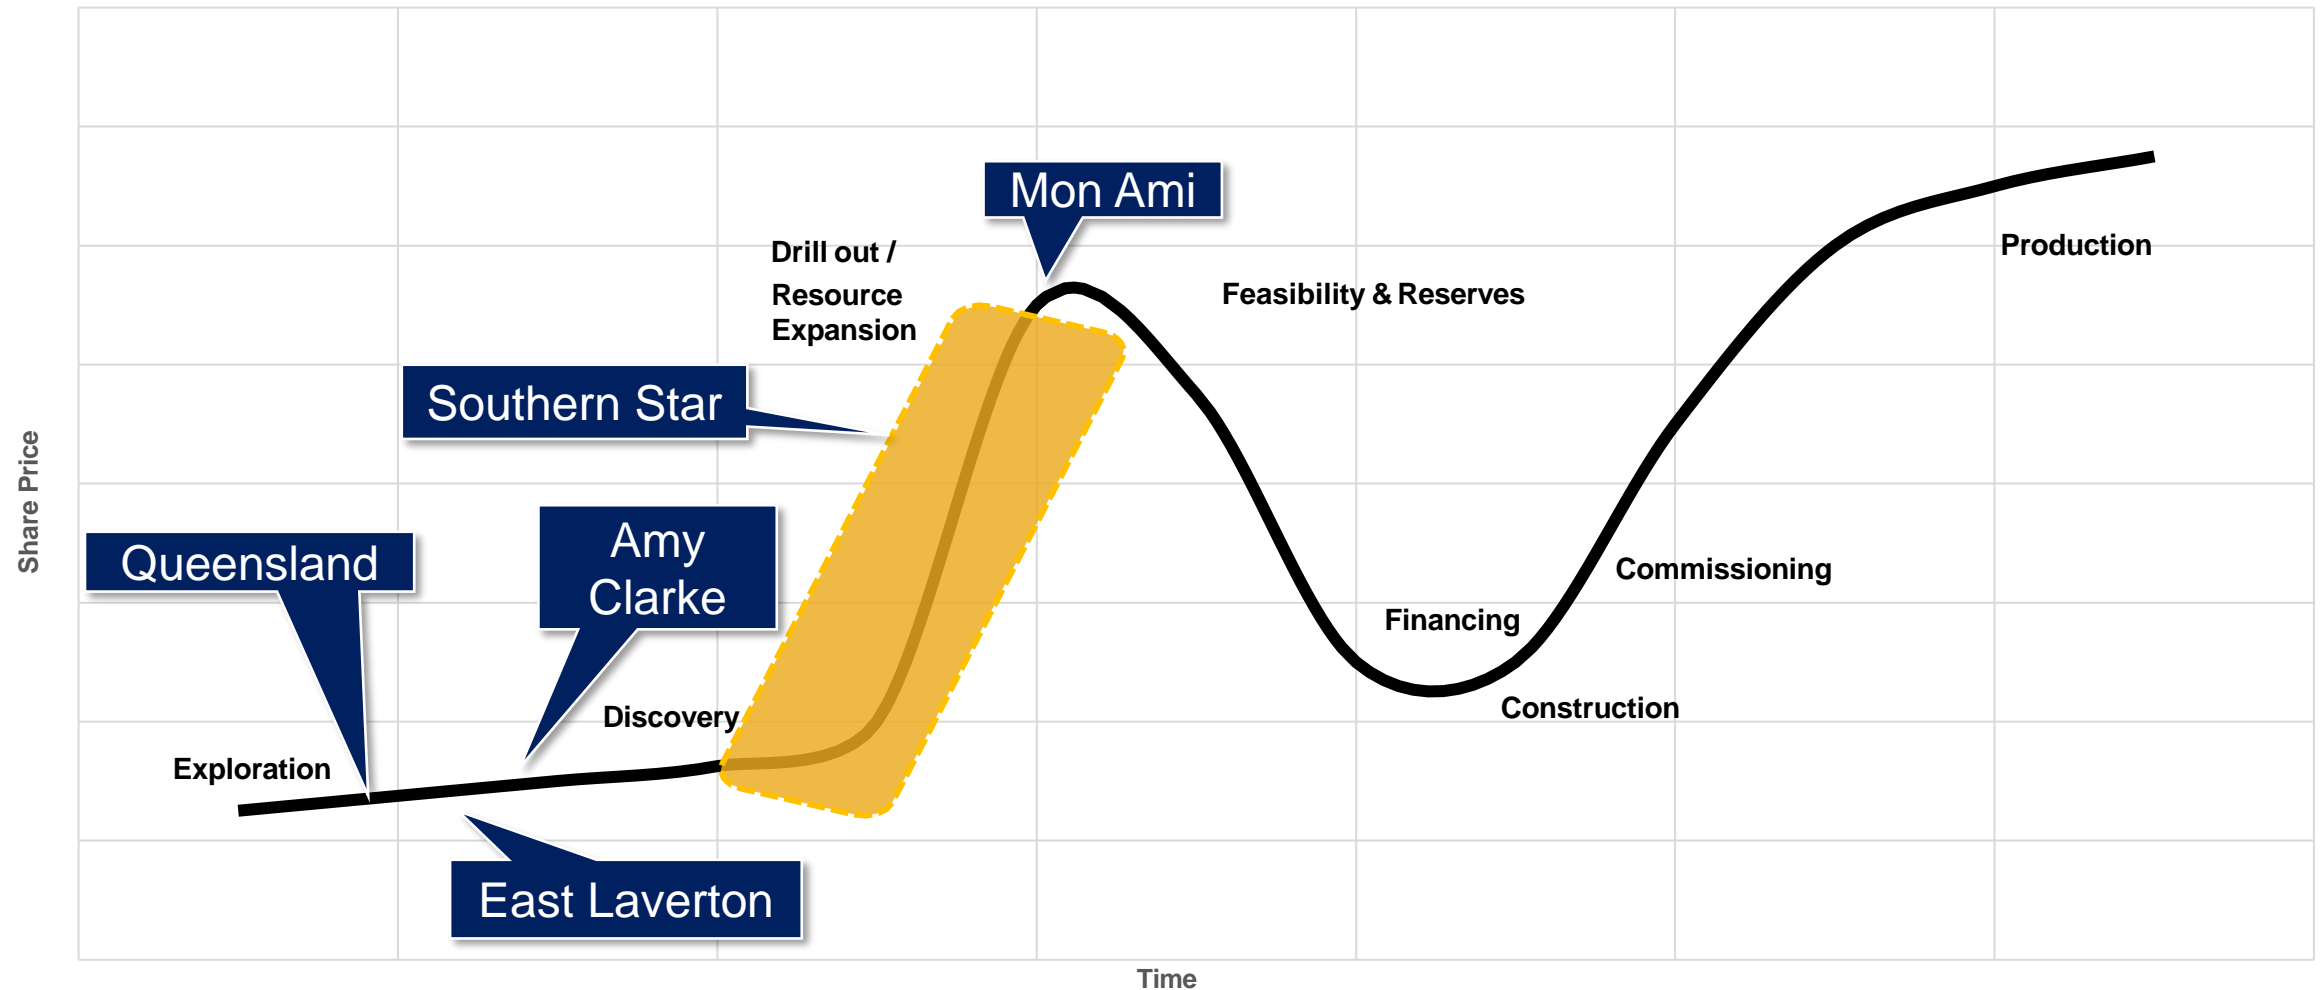 Mon Ami
Drill out /
Resource
Expansion
Production
Feasibility & Reserves
Southern Star
Share Price
Queensland
Amy
Clarke
Commissioning
Financing
Discovery
Construction
Exploration
East Laverton
Time